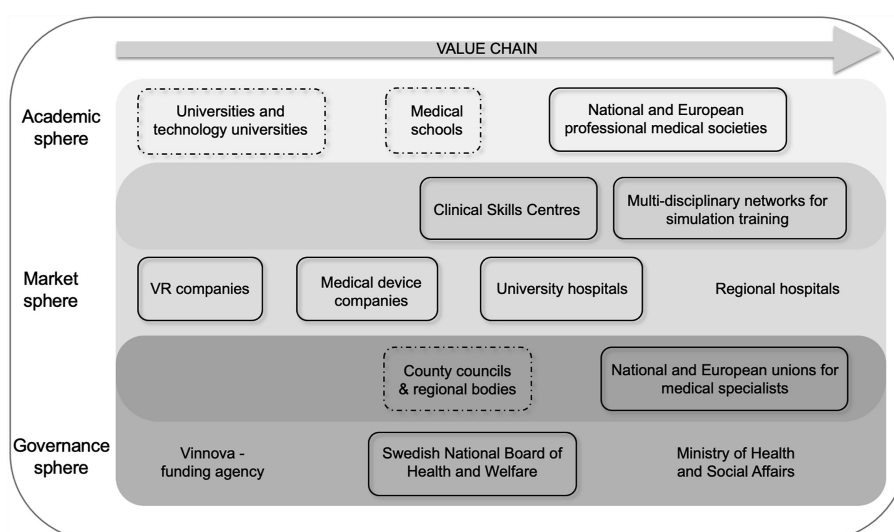 VALUE CHAIN
Academic
sphere
Universities and
technology universities
Medical
schools
National and European
professional medical societies
Clinical Skills Centres
Multi-disciplinary networks for
simulation training
Market
sphere
VR companies
Medical device
companies
University hospitals
Regional hospitals
County councils
& regional bodies
National and European unions for
medical specialists
Governance
sphere
Vinnova -
funding agency
Swedish National Board of
Health and Welfare
Ministry of Health
and Social Affairs